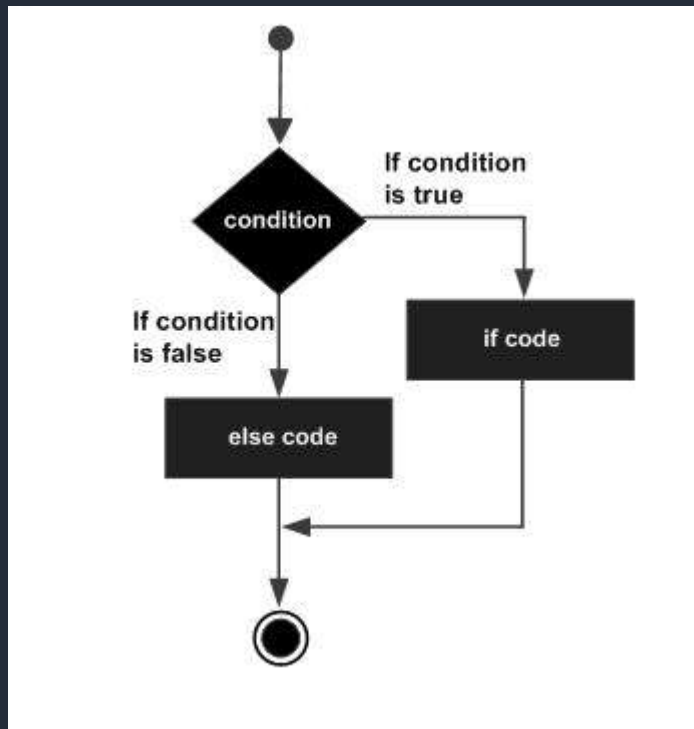 If condition
is true
condition
If condition
is false
if code
else code